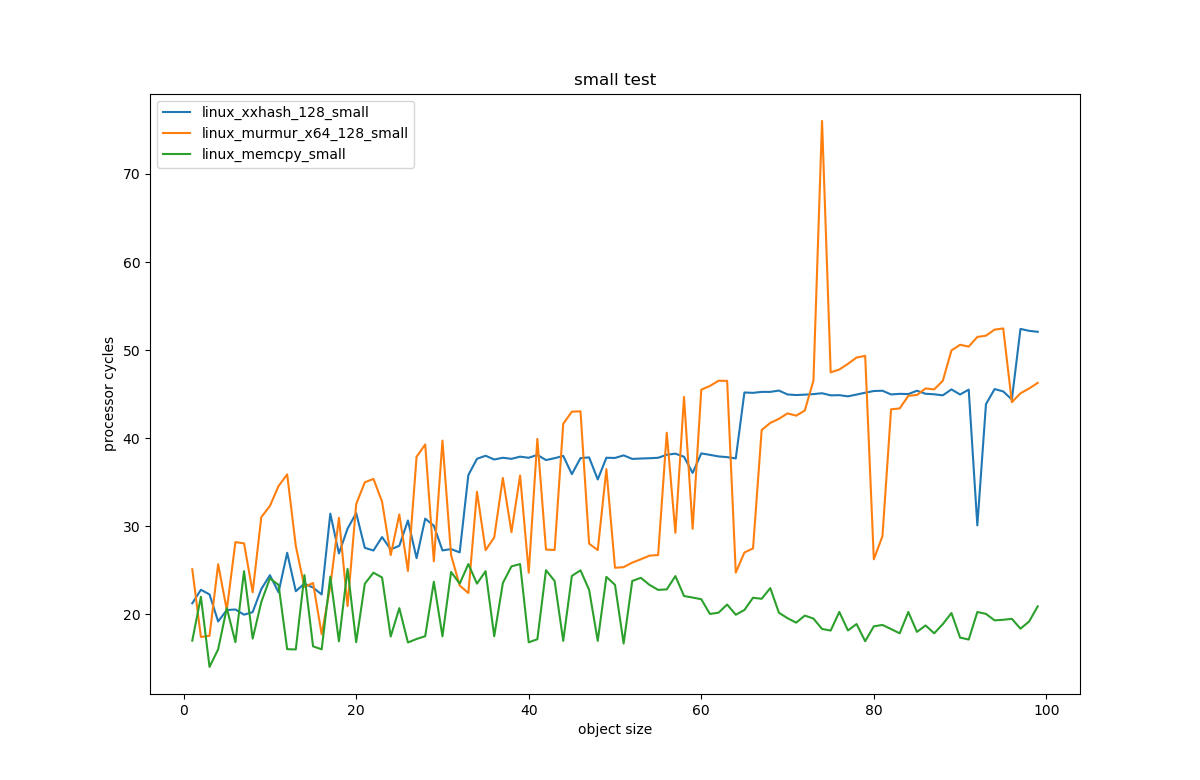 small test
linux_xxhash_128_small
linux_murmur_x64_128_small
linux_memcpy_small
70
60
50
40
30
20
processor cycles
0 20 40 60 80 100
object size